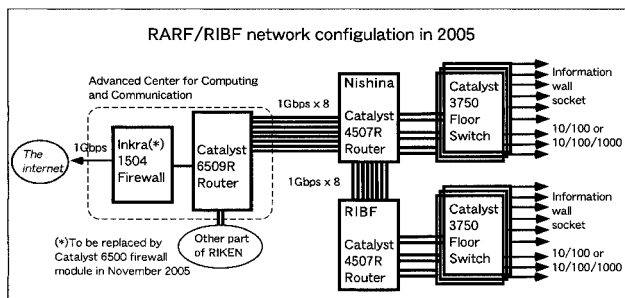 RARF/RIBF network configulation in 2005
Advanced Center for Computing
and Communication
The
internet
1Gbps
Inkra(*)
1504
Firewall
Catalyst
6509R
Router
1Gbps x 8
Nishina
Catalyst
4507R
Router
Catalyst
3750
Floor
Switch
Information
wall
socket
10/100 or
10/100/1000
1Gbps x 8
RIBF
Catalyst
4507R
Router
Catalyst
3750
Floor
Switch
Information
wall
socket
10/100 or
10/100/1000
Other part
of RIKEN
(*)To be replaced by
Catalyst 6500 firewall
module in November 2005